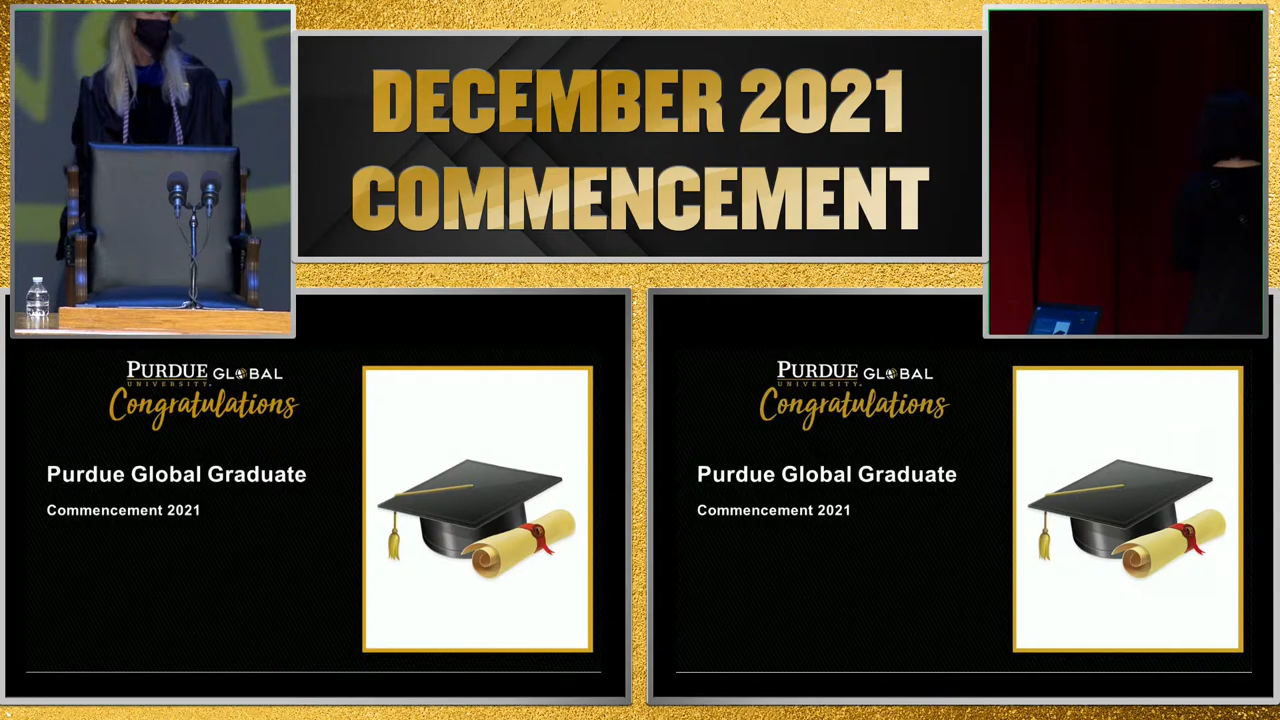 DECEMBER 2021
COMMENCEMENT
PURDUE GLOBAL
UNIVERSITY.
Congratulations
Purdue Global Graduate
Commencement 2021
PURDUE GLOBAL
UNIVERSITY.
Congratulations
Purdue Global Graduate
Commencement 2021